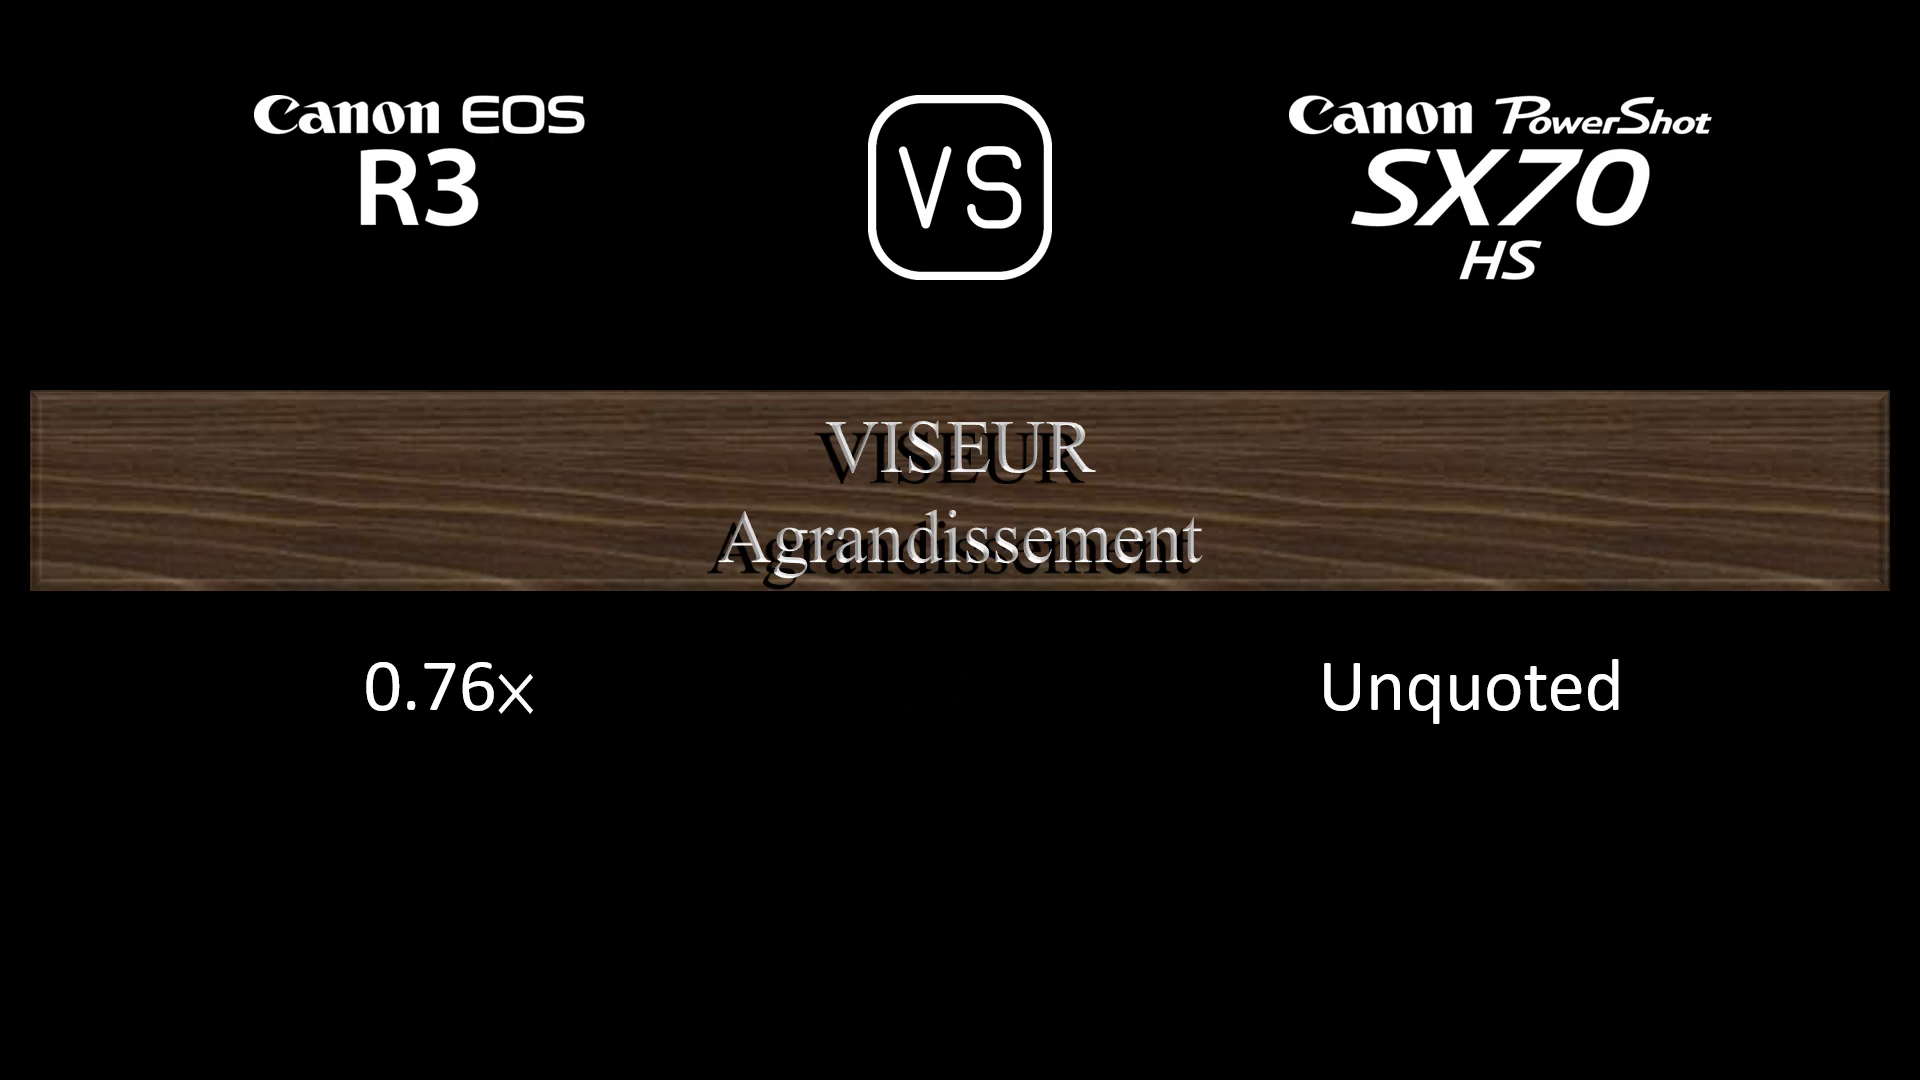 Canon EOS
R3
VS
Canon PowerShot
SX70
HS
VISEUR
Agrandissement
0.76x
Unquoted